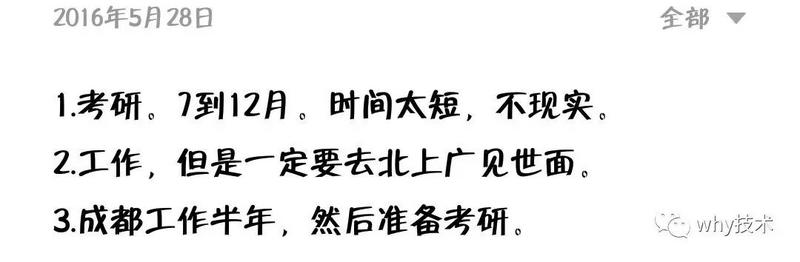 2016年5月28日 全部
1.考研。7到12月。时间太短，不现实。
2.工作，但是一定要去北上广见世面。
3.成都工作半年，然后准备考研。
why技术